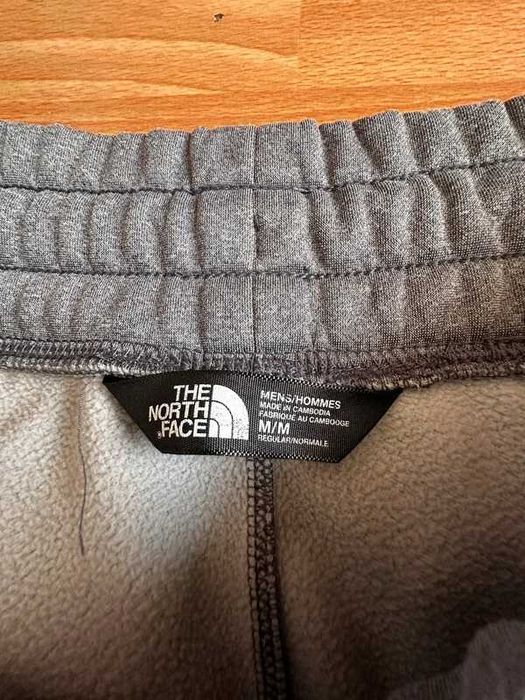 THE
NORTH
FACE
MENS/HOMMES
MADE IN CAMBODIA
FABRIQUÉ AU CAMBODGE
M/M
REGULAR/NORMALE